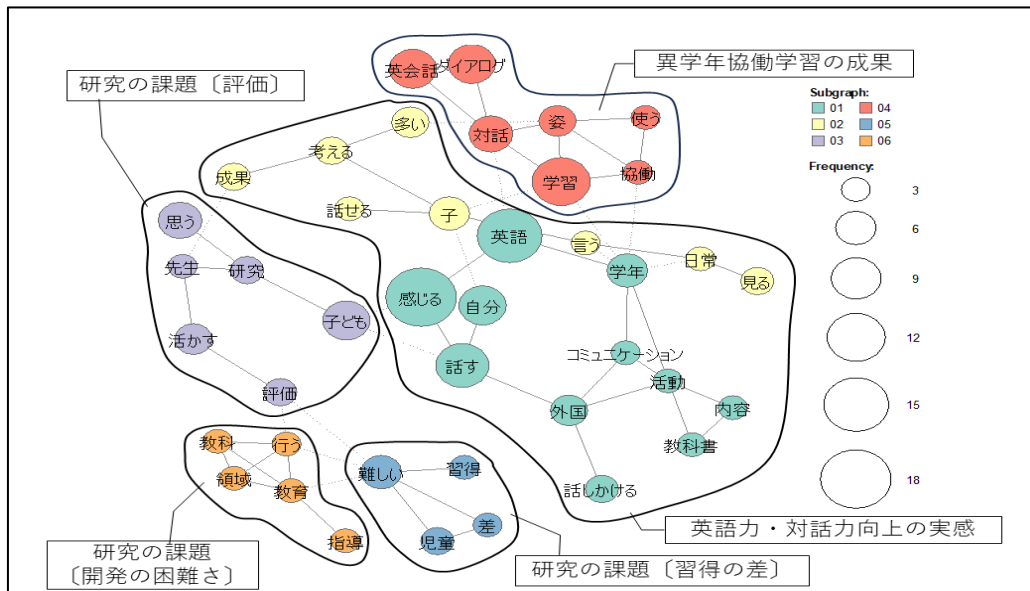 研究の課題〔評価〕
異学年協働学習の成果
英会話
ダイアログ
対話
姿
使う
学習
協働
Subgraph:
01
02
03
04
05
06
Frequency:
3
6
9
12
15
18
多い
考える
成果
話せる
子
英語
言う
日常
見る
学年
感じる
自分
話す
コミュニケーション
活動
内容
外国
教科書
話しかける
思う
先生
研究
子ども
活かす
評価
教科
行う
領域
教育
指導
難しい
習得
差
児童
研究の課題
〔開発の困難さ〕
研究の課題〔習得の差〕
英語力・対話力向上の実感